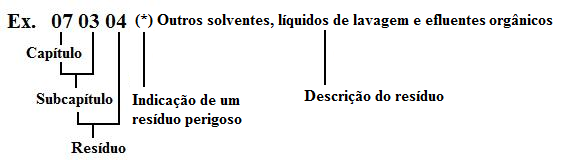 Ex. 07 03 04 (*) Outros solventes, líquidos de lavagem e efluentes orgânicos
Capítulo
Subcapítulo
Indicação de um
resíduo perigoso
Descrição do resíduo
Resíduo